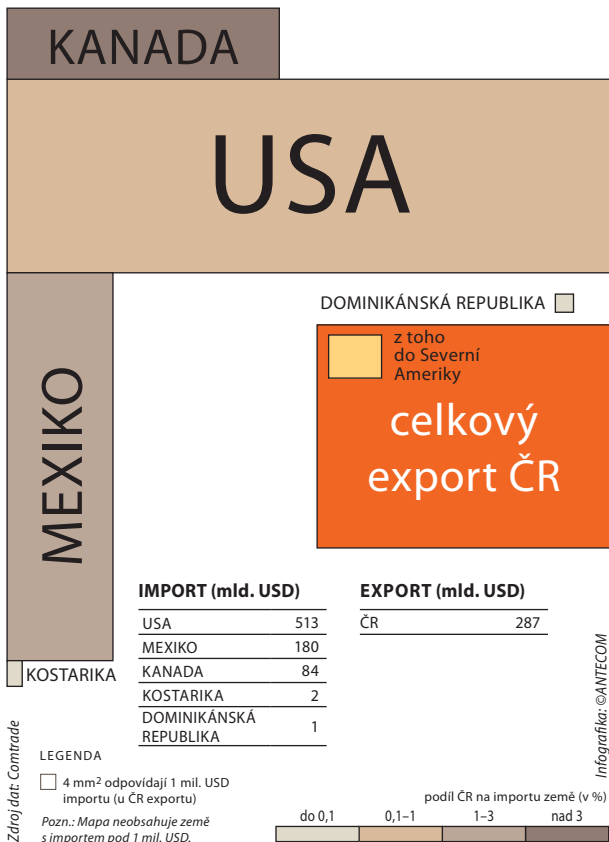 KANADA
USA
DOMINIKÁNSKÁ REPUBLIKA
z toho
do Severní
Ameriky
celkový
export ČR
MEXIKO
KOSTARIKA
IMPORT (mld. USD)
USA 513
MEXIKO 180
KANADA 84
KOSTARIKA 2
DOMINIKÁNSKÁ
REPUBLIKA 1
EXPORT (mld. USD)
ČR 287
Infografika: ©ANTECOM
Zdroj dat: Comtrade
LEGENDA
4 mm² odpovídají 1 mil. USD
importu (u ČR exportu)
Pozn.: Mapa neobsahuje země
s importem pod 1 mil. USD.
podíl ČR na importu země (v %)
do 0,1 0,1–1 1–3 nad 3